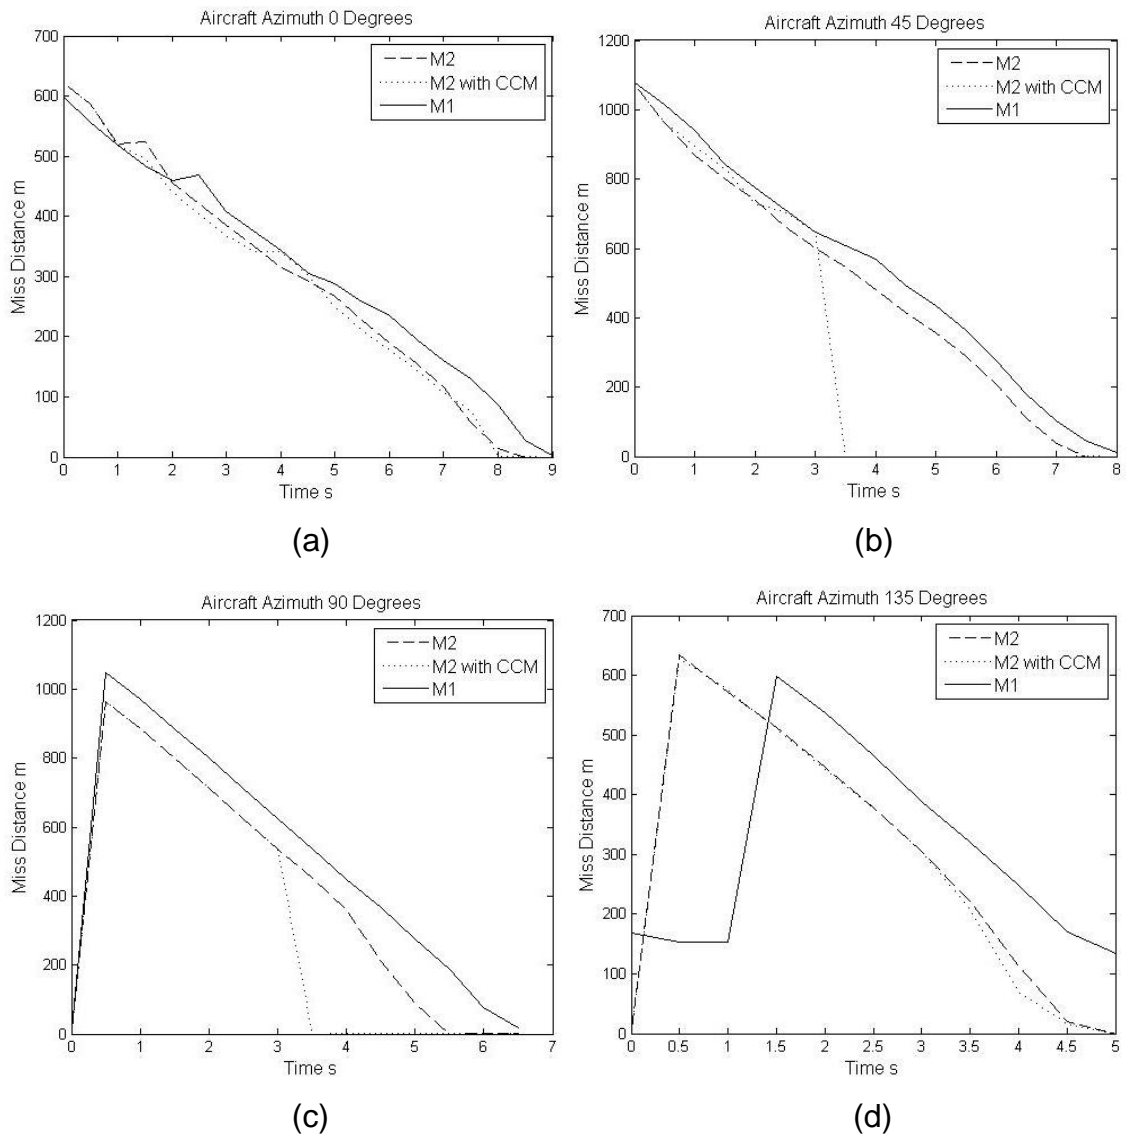 Aircraft Azimuth 0 Degrees
700
600
500
400
300
200
100
0
Miss Distance m
0 1 2 3 4 5 6 7 8 9
Time s
M2
M2 with CCM
M1
(a)
Aircraft Azimuth 45 Degrees
1200
1000
800
600
400
200
0
Miss Distance m
0 1 2 3 4 5 6 7 8
Time s
M2
M2 with CCM
M1
(b)
Aircraft Azimuth 90 Degrees
1200
1000
800
600
400
200
0
Miss Distance m
0 1 2 3 4 5 6 7
Time s
M2
M2 with CCM
M1
(c)
Aircraft Azimuth 135 Degrees
700
600
500
400
300
200
100
0
Miss Distance m
0 0.5 1 1.5 2 2.5 3 3.5 4 4.5 5
Time s
M2
M2 with CCM
M1
(d)